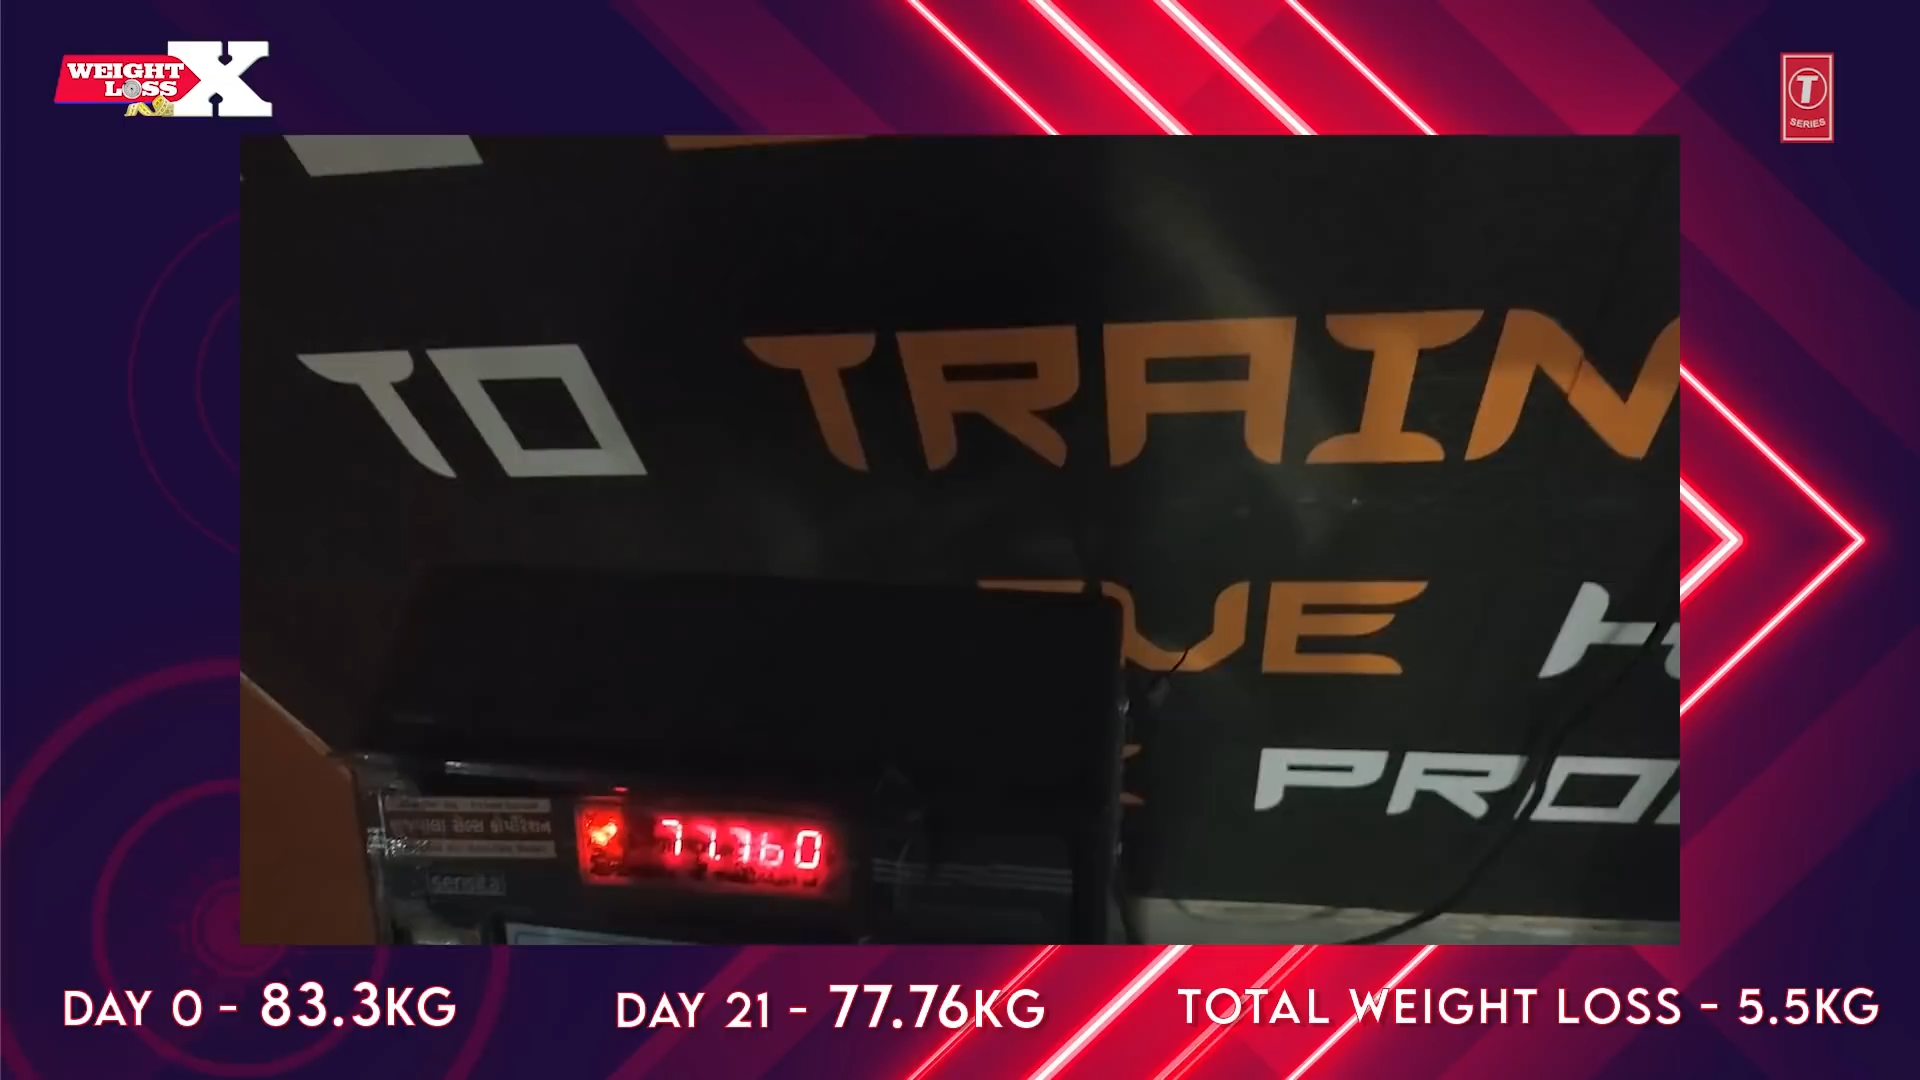 WEIGHT
LOSS
X
T
SERIES
TO TRAIN
VE
PRO
77.760
sensita
DAY 0 - 83.3KG
DAY 21 - 77.76KG
TOTAL WEIGHT LOSS - 5.5KG